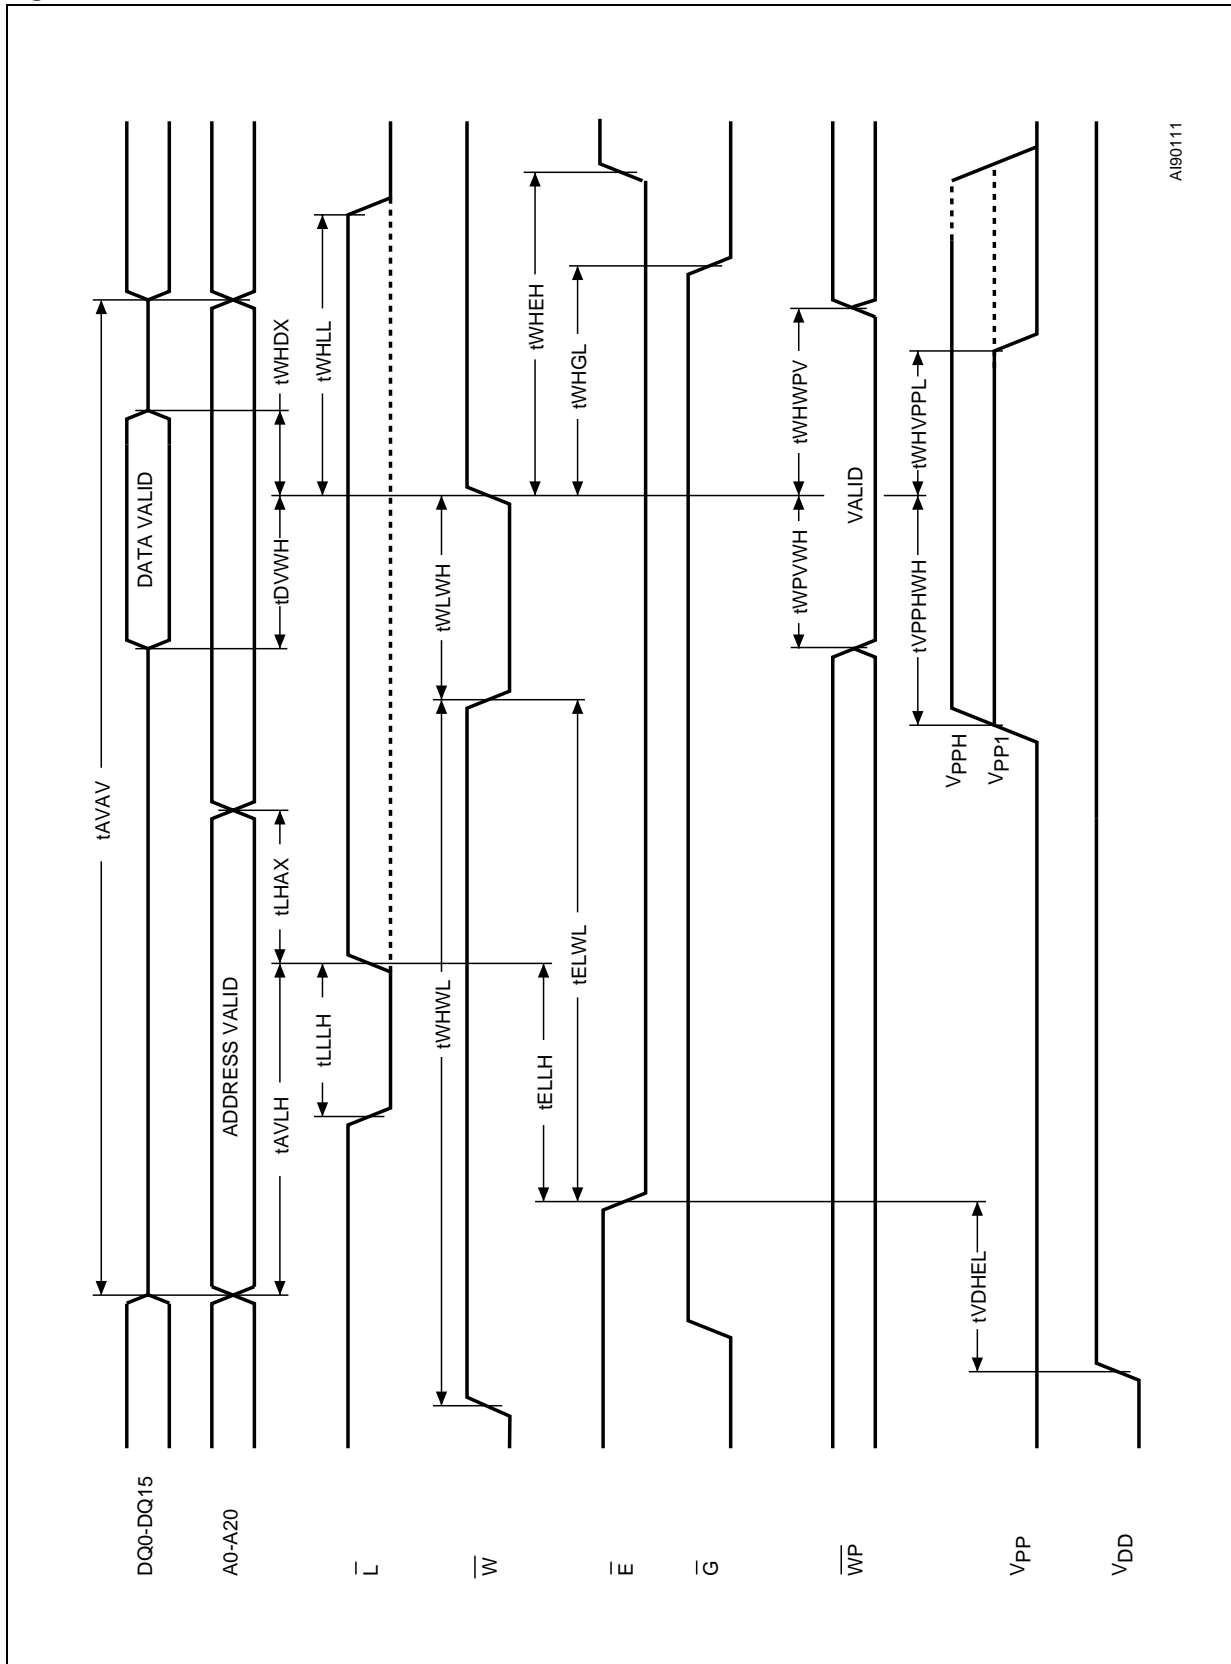 DQ0-DQ15
A0-A20
L
W
E
G
WP
VPP
VDD
tAVAV
DATA VALID
ADDRESS VALID
tAVLH
tLHAX
tDVWH
tWHDX
tLLLH
tWHLL
tWHWL
tWLWH
tELLH
tWHEH
tELWL
tWHGL
tWPVWH
tWHWPV
VALID
tVPPHWH
tWHVPPL
VPPH
VPP1
tVDHEL
AI90111